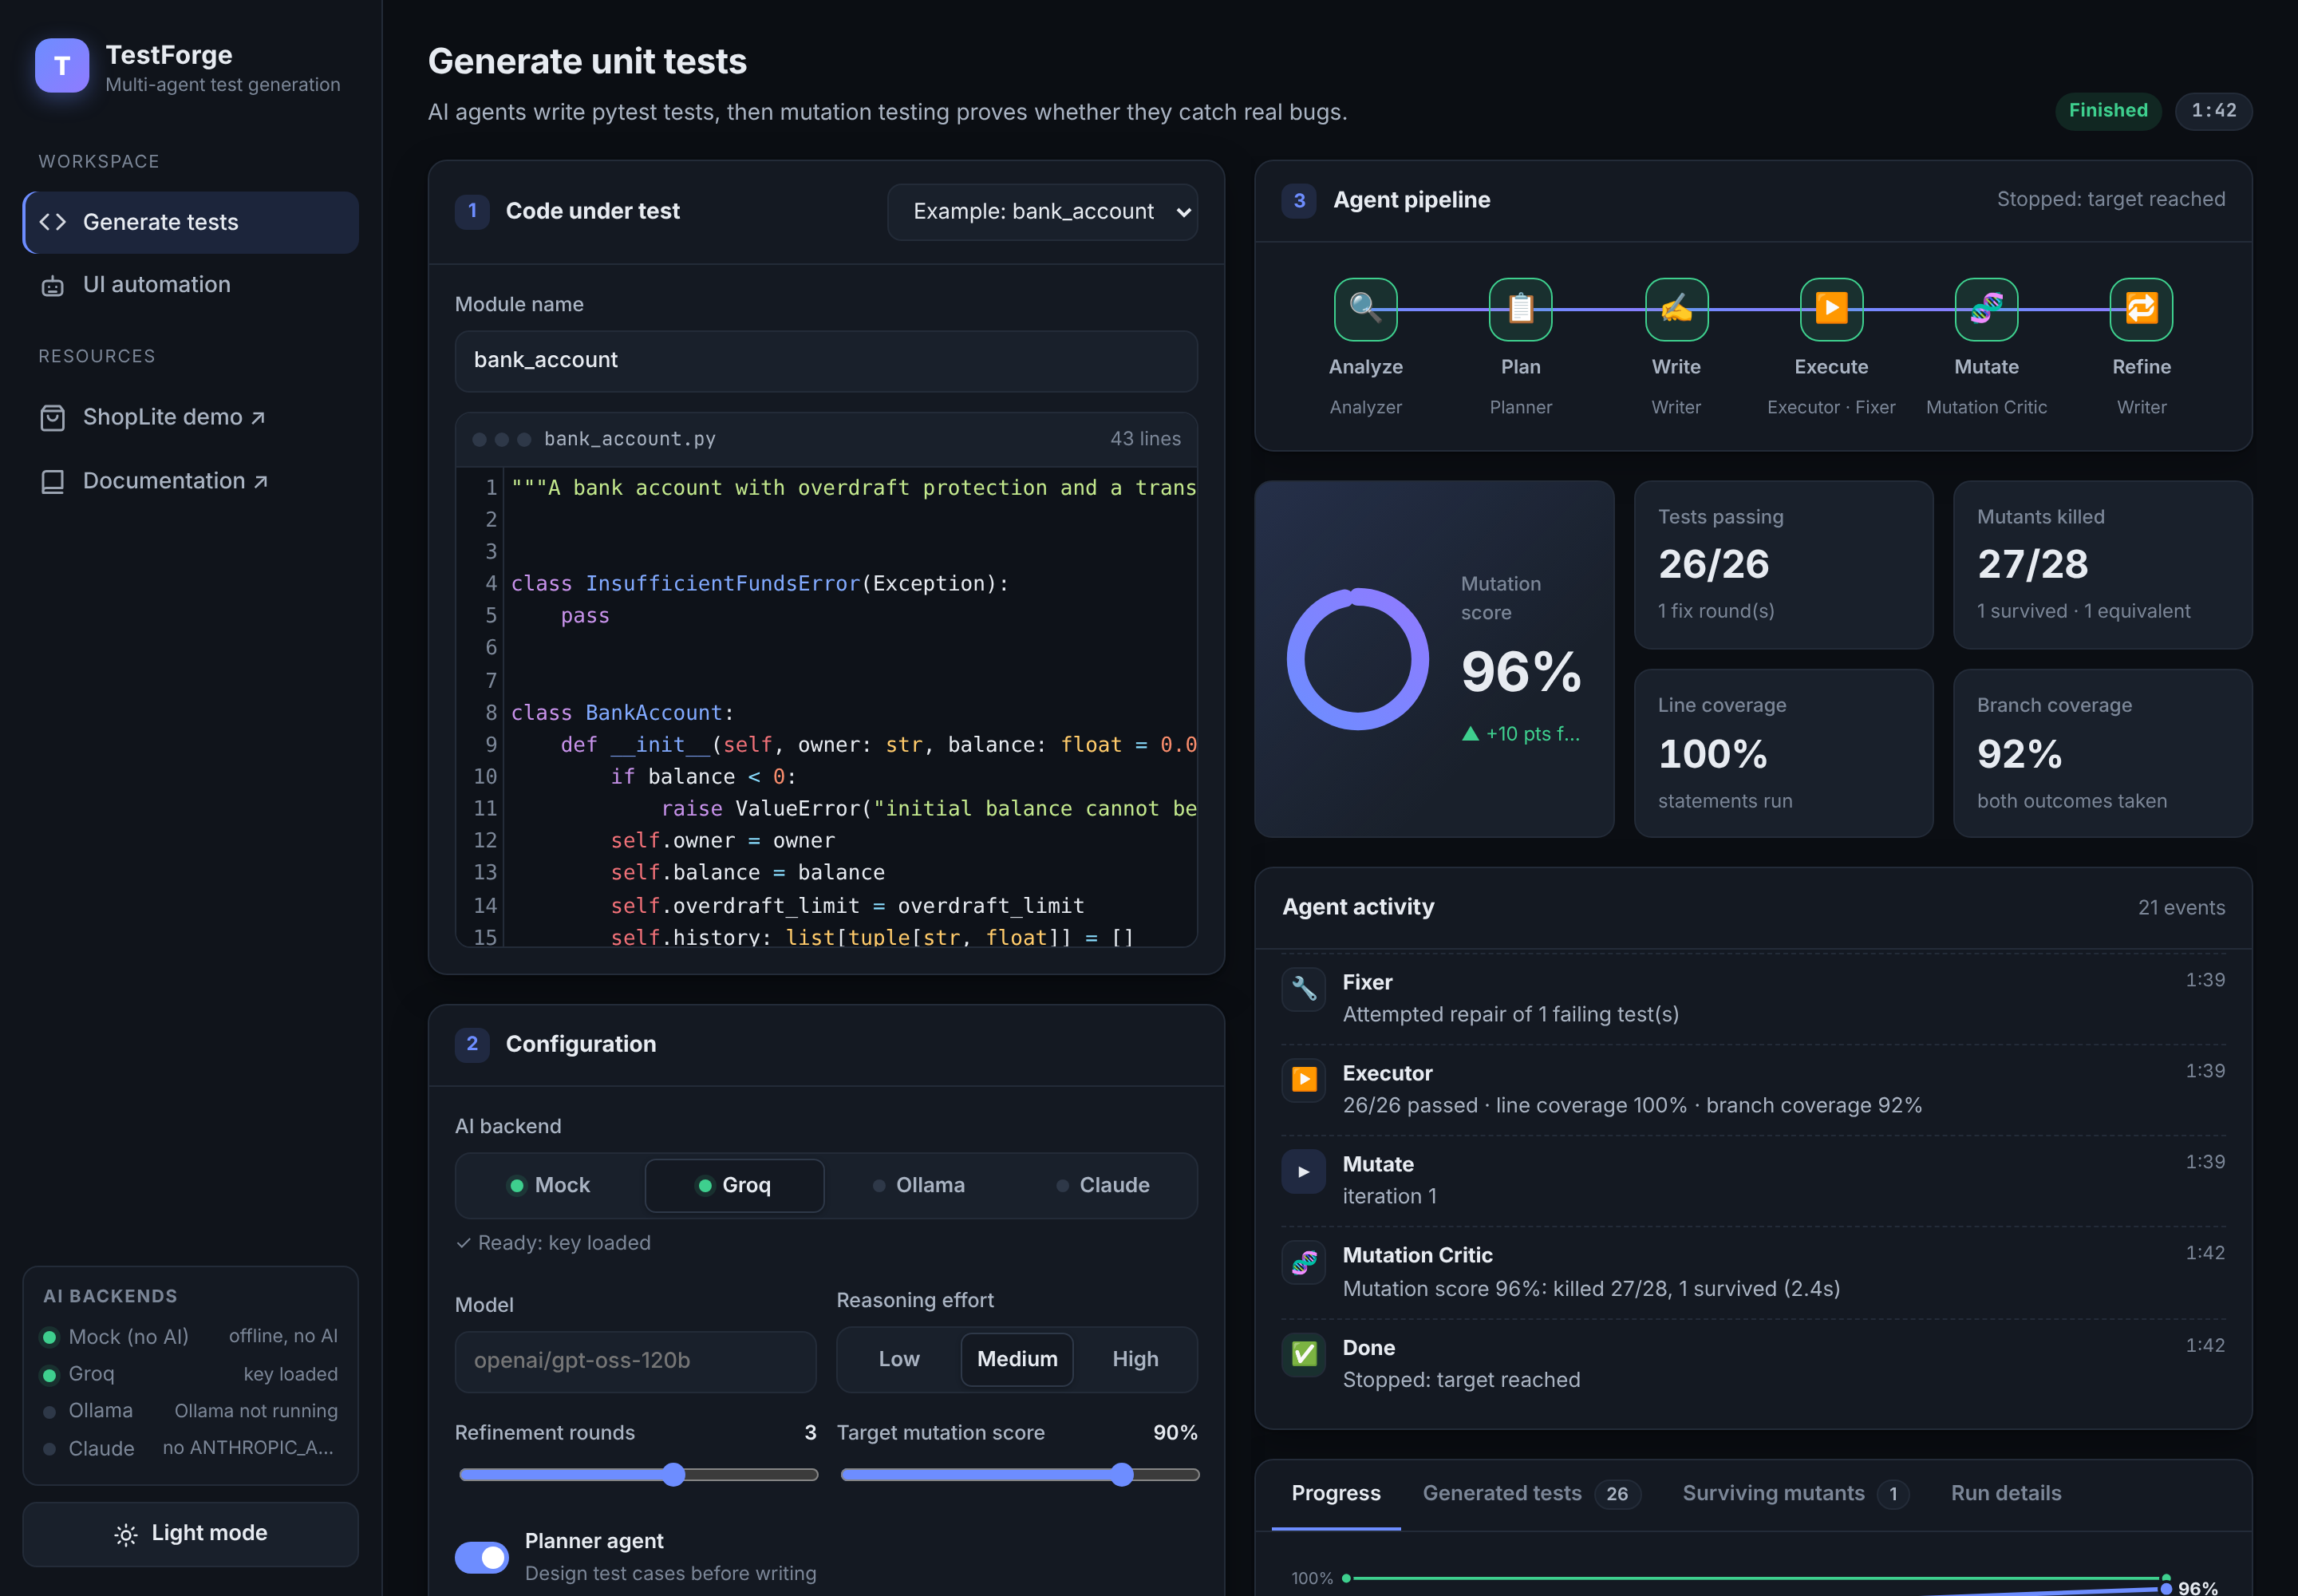 T
TestForge
Multi-agent test generation
WORKSPACE
Generate tests
UI automation
RESOURCES
ShopLite demo ↗
Documentation ↗
AI BACKENDS
Mock (no AI) offline, no AI
Groq key loaded
Ollama Ollama not running
Claude no ANTHROPIC_A...
Light mode
Generate unit tests
AI agents write pytest tests, then mutation testing proves whether they catch real bugs.
Finished 1:42
1 Code under test Example: bank_account
Module name
bank_account
bank_account.py 43 lines
1 """A bank account with overdraft protection and a trans
2
3
4 class InsufficientFundsError(Exception):
5     pass
6
7
8 class BankAccount:
9     def __init__(self, owner: str, balance: float = 0.0
10         if balance < 0:
11             raise ValueError("initial balance cannot be
12         self.owner = owner
13         self.balance = balance
14         self.overdraft_limit = overdraft_limit
15         self.history: list[tuple[str, float]] = []
2 Configuration
AI backend
Mock Groq Ollama Claude
✓ Ready: key loaded
Model
openai/gpt-oss-120b
Reasoning effort
Low Medium High
Refinement rounds 3
Target mutation score 90%
Planner agent
Design test cases before writing
3 Agent pipeline Stopped: target reached
Analyze Plan Write Execute Mutate Refine
Analyzer Planner Writer Executor · Fixer Mutation Critic Writer
Mutation
score
96%
▲ +10 pts f...
Tests passing
26/26
1 fix round(s)
Mutants killed
27/28
1 survived · 1 equivalent
Line coverage
100%
statements run
Branch coverage
92%
both outcomes taken
Agent activity 21 events
Fixer 1:39
Attempted repair of 1 failing test(s)
Executor 1:39
26/26 passed · line coverage 100% · branch coverage 92%
Mutate 1:39
iteration 1
Mutation Critic 1:42
Mutation score 96%: killed 27/28, 1 survived (2.4s)
Done 1:42
Stopped: target reached
Progress Generated tests 26 Surviving mutants 1 Run details
100%
96%